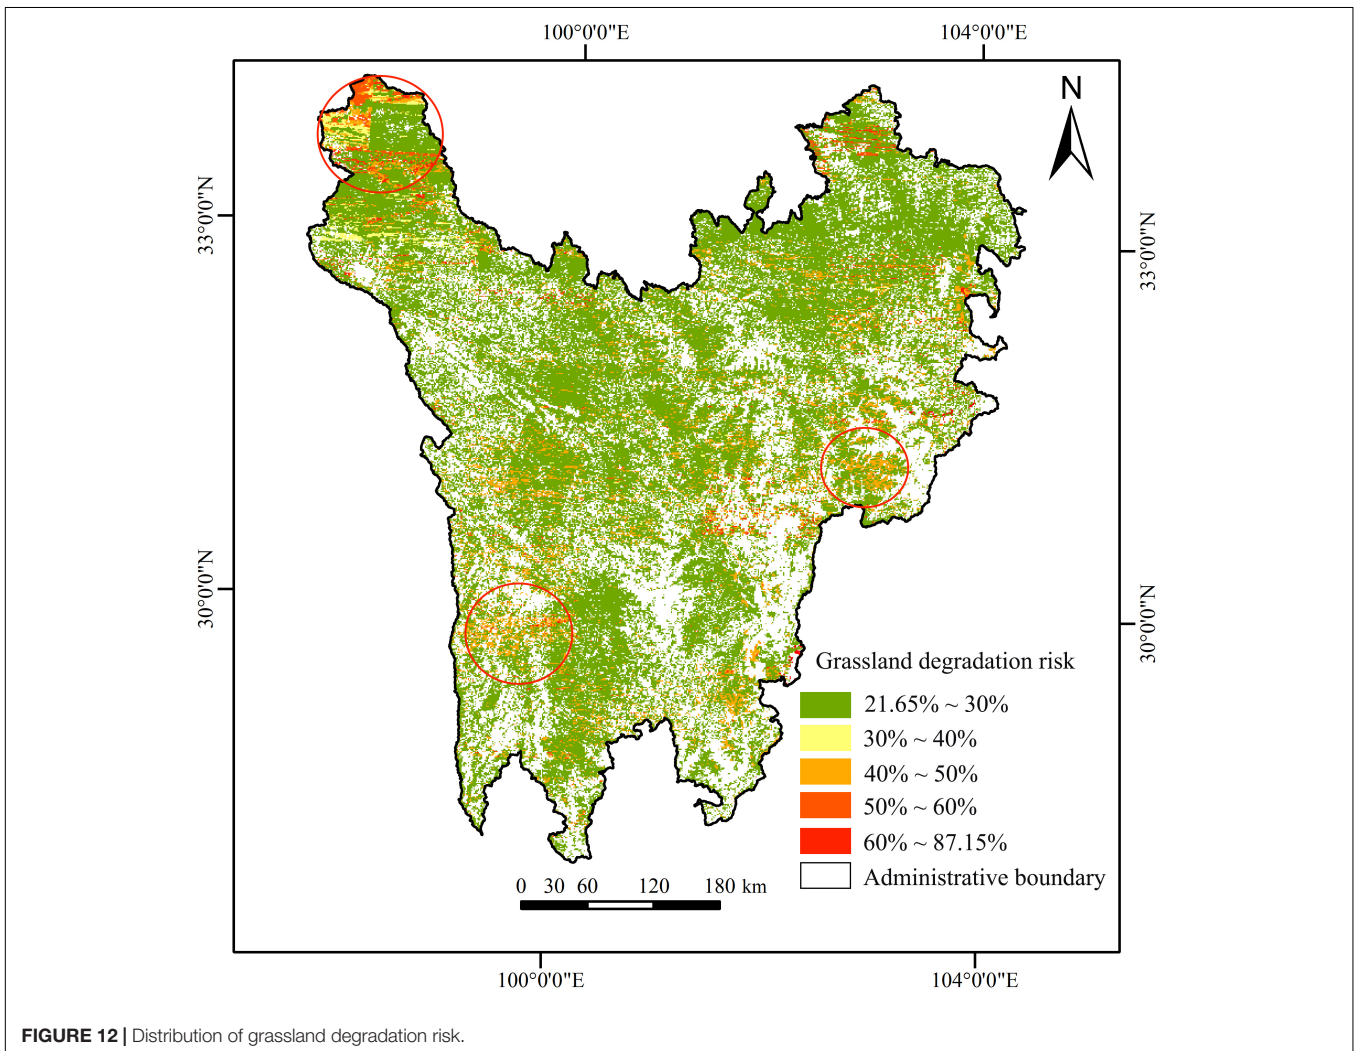 100°0'0"E 104°0'0"E
N
33°0'0"N
33°0'0"N
30°0'0"N
30°0'0"N
Grassland degradation risk
21.65% ~ 30%
30% ~ 40%
40% ~ 50%
50% ~ 60%
60% ~ 87.15%
Administrative boundary
0 30 60 120 180 km
100°0'0"E 104°0'0"E
FIGURE 12 | Distribution of grassland degradation risk.